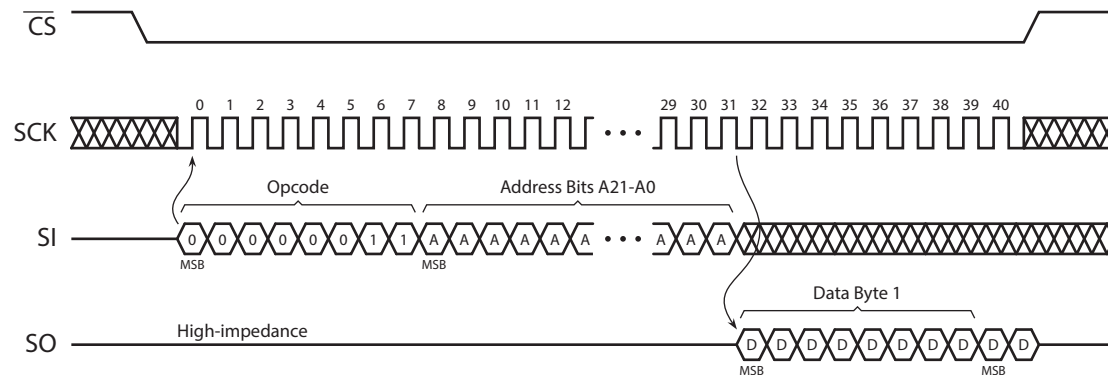 CS
0 1 2 3 4 5 6 7 8 9 10 11 12 29 30 31 32 33 34 35 36 37 38 39 40
SCK • • •
Opcode Address Bits A21-A0
SI 0 0 0 0 0 0 1 1 A A A A A A • • • A A A
MSB MSB
Data Byte 1
High-impedance
SO D D D D D D D D D D
MSB MSB